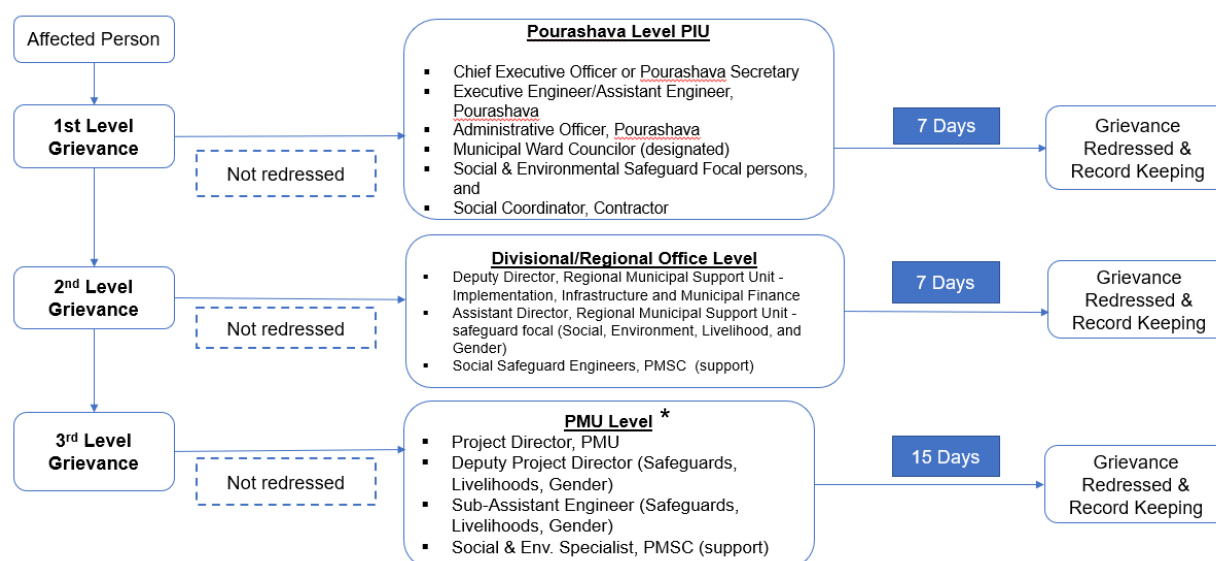 Affected Person
1st Level
Grievance
Not redressed
Pourashava Level PIU
▪ Chief Executive Officer or Pourashava Secretary
▪ Executive Engineer/Assistant Engineer,
Pourashava
▪ Administrative Officer, Pourashava
▪ Municipal Ward Councilor (designated)
▪ Social & Environmental Safeguard Focal persons,
and
▪ Social Coordinator, Contractor
7 Days
Grievance
Redressed &
Record Keeping
2nd Level
Grievance
Not redressed
Divisional/Regional Office Level
▪ Deputy Director, Regional Municipal Support Unit -
Implementation, Infrastructure and Municipal Finance
▪ Assistant Director, Regional Municipal Support Unit -
safeguard focal (Social, Environment, Livelihood, and
Gender)
▪ Social Safeguard Engineers, PMSC (support)
7 Days
Grievance
Redressed &
Record Keeping
3rd Level
Grievance
Not redressed
PMU Level *
▪ Project Director, PMU
▪ Deputy Project Director (Safeguards,
Livelihoods, Gender)
▪ Sub-Assistant Engineer (Safeguards,
Livelihoods, Gender)
▪ Social & Env. Specialist, PMSC (support)
15 Days
Grievance
Redressed &
Record Keeping